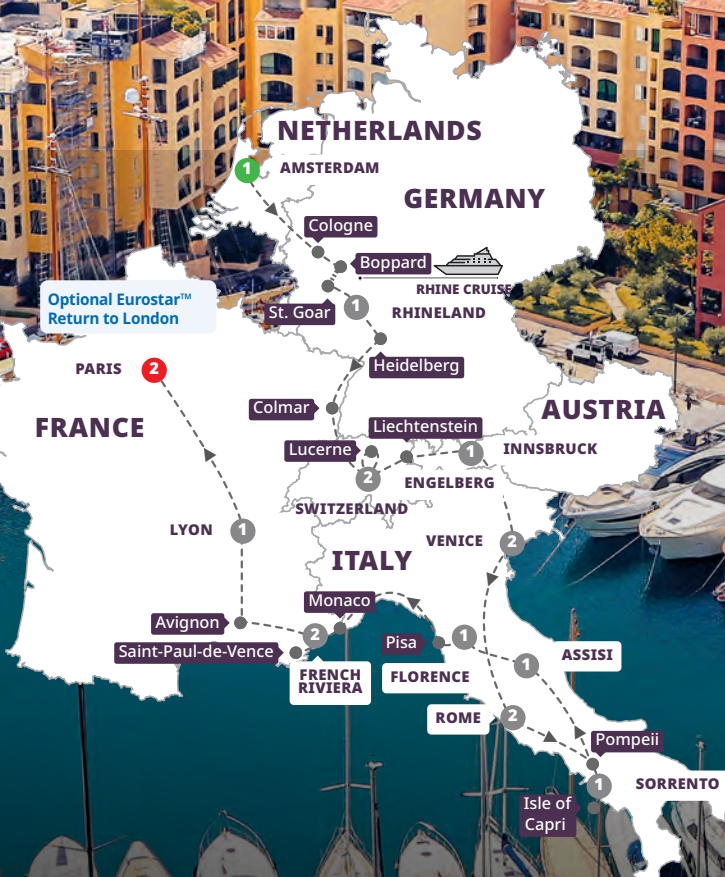 NETHERLANDS
1
AMSTERDAM
GERMANY
Cologne
Boppard
RHINE CRUISE
St. Goar
1
RHINELAND
Optional Eurostar™
Return to London
PARIS
2
Heidelberg
FRANCE
Colmar
AUSTRIA
Liechtenstein
Lucerne
1
INNSBRUCK
2
ENGELBERG
SWITZERLAND
LYON
1
VENICE
2
ITALY
Monaco
Avignon
2
Saint-Paul-de-Vence
FRENCH
RIVIERA
Pisa
1
FLORENCE
1
ASSISI
ROME
2
Pompeii
1
SORRENTO
Isle of
Capri